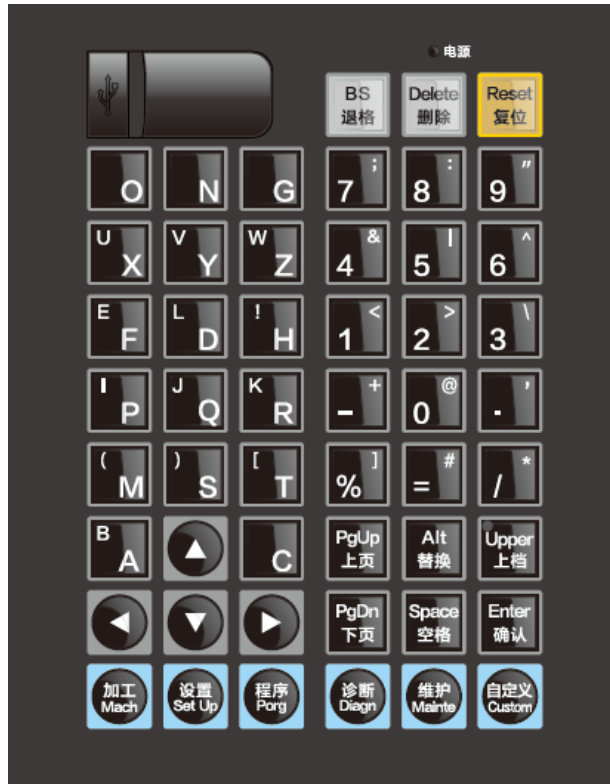 电源
BS Delete Reset
退格 删除 复位
O N G 7 ; 8 : 9 "
U X V Y W Z 4 & 5 | 6 ^
E F L D ! H 1 < 2 > 3 \
I P J Q K R - + 0 @ . '
( M ) S [ T % ] = # / *
B A C PgUp Alt Upper
上页 替换 上档
PgDn Space Enter
下页 空格 确认
加工 设置 程序 诊断 维护 自定义
Mach Set Up Porg Diagn Mainte Custom